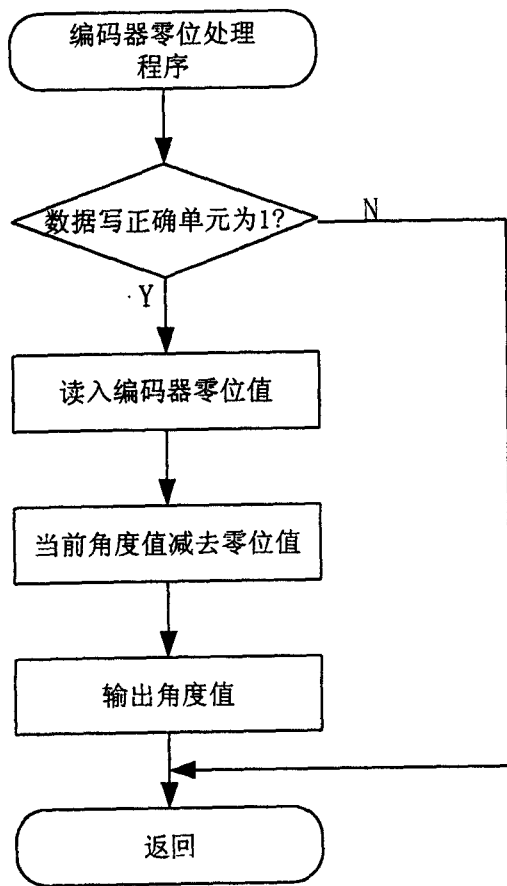 编码器零位处理
程序
数据写正确单元为1?
N
Y
读入编码器零位值
当前角度值减去零位值
输出角度值
返回